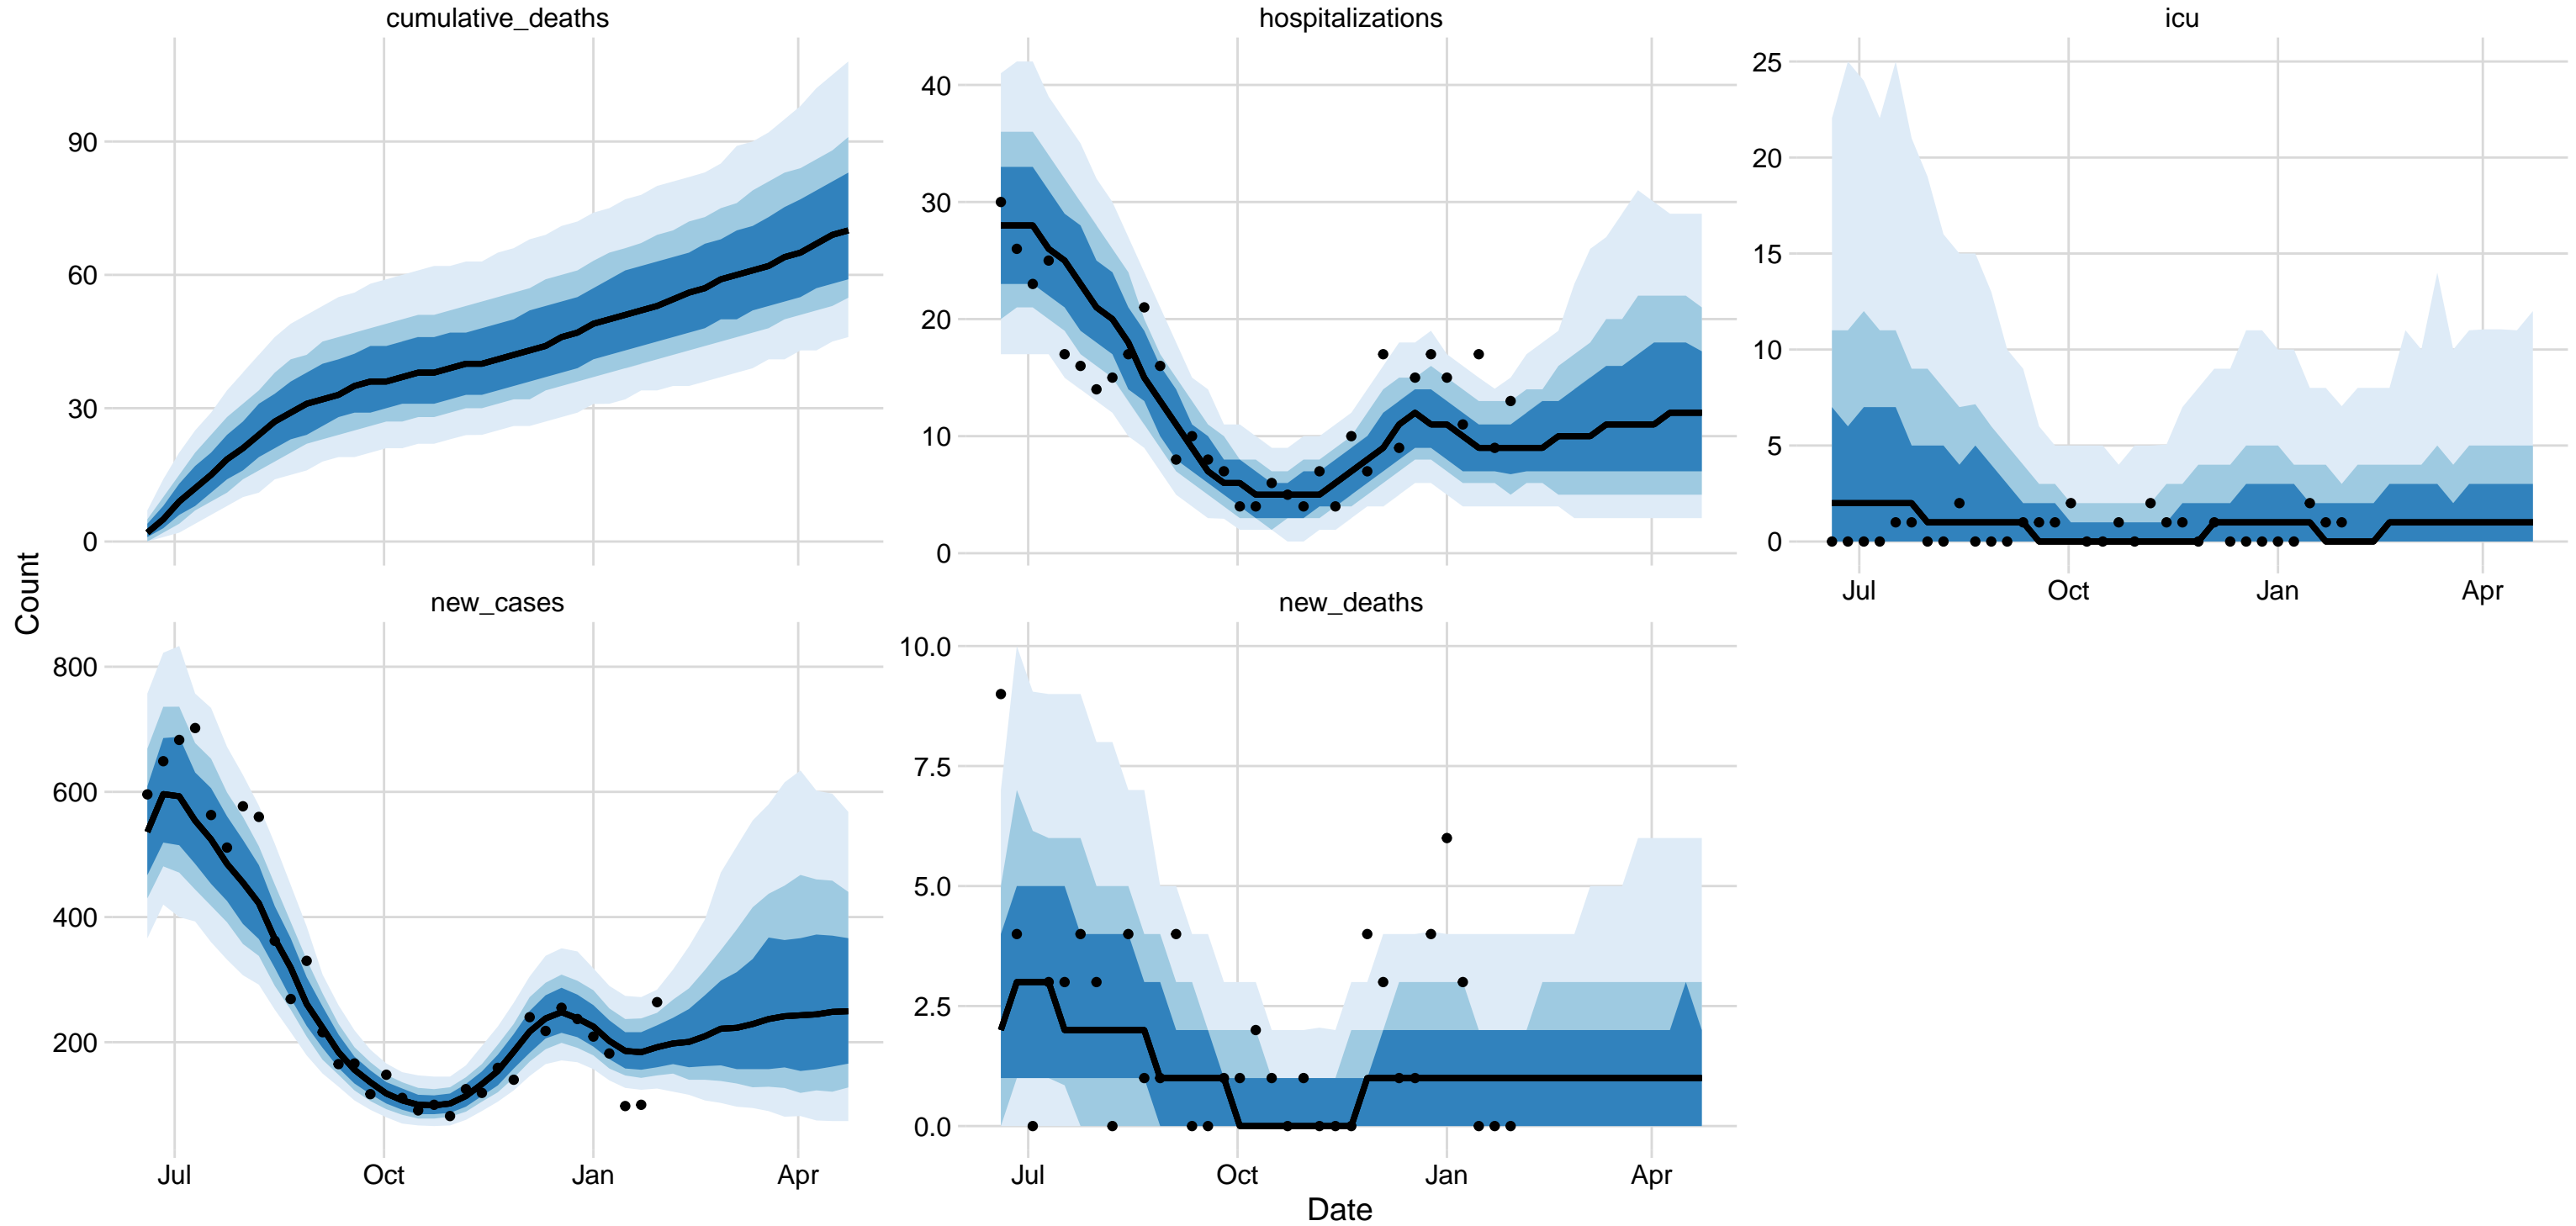 cumulative_deaths
hospitalizations
icu
90
60
30
0
40
30
20
10
0
25
20
15
10
5
0
Jul Oct Jan Apr
Count
new_cases
new_deaths
800
600
400
200
10.0
7.5
5.0
2.5
0.0
Jul Oct Jan Apr
Jul Oct Jan Apr
Date